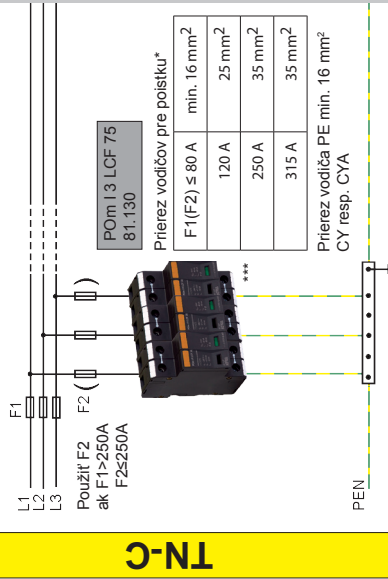 TN-C
L1
L2
L3
F1
F2
Použiť F2
ak F1>250A
F2≤250A
POm I 3 LCF 75
81.130
Prierez vodičov pre poistku*
F1(F2) ≤ 80 A min. 16 mm²
120 A 25 mm²
250 A 35 mm²
315 A 35 mm²
Prierez vodiča PE min. 16 mm²
CY resp. CYA
***
PEN